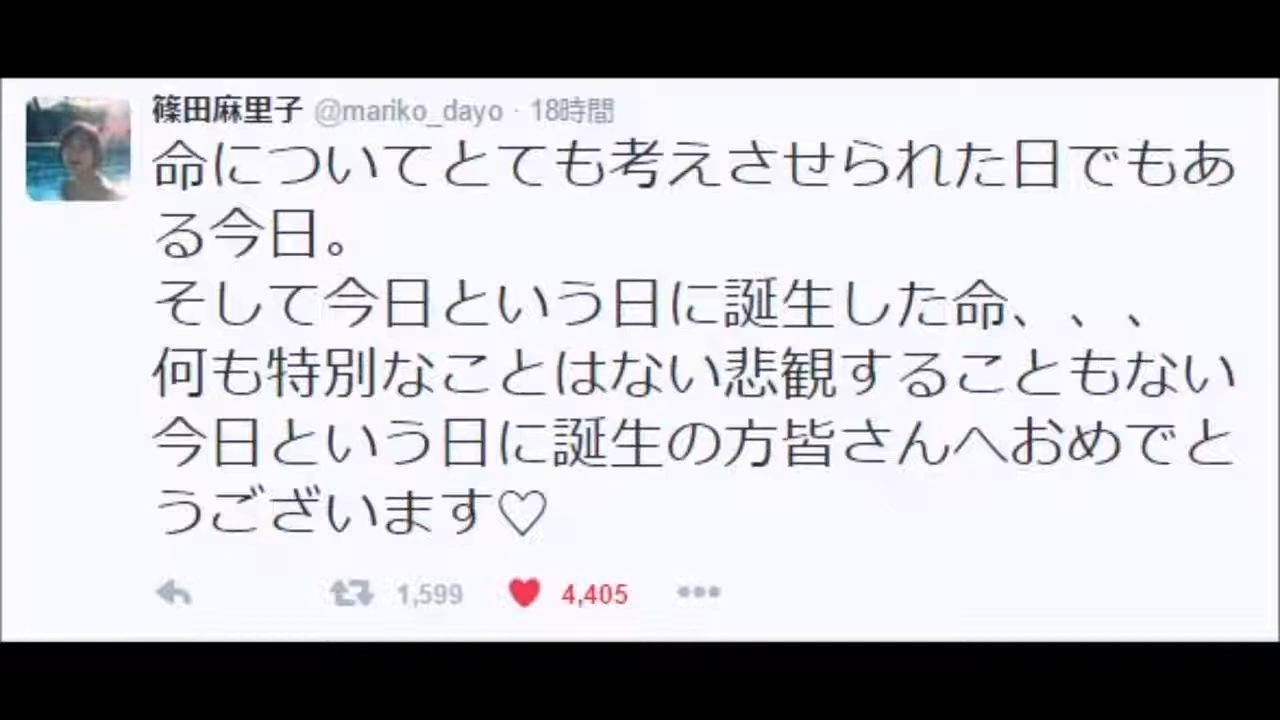 篠田麻里子 @mariko_dayo · 18時間
命についてとても考えさせられた日でもあ
る今日。
そして今日という日に誕生した命、、、
何も特別なことはない悲観することもない
今日という日に誕生の方皆さんへおめでと
うございます♡
1,599 4,405